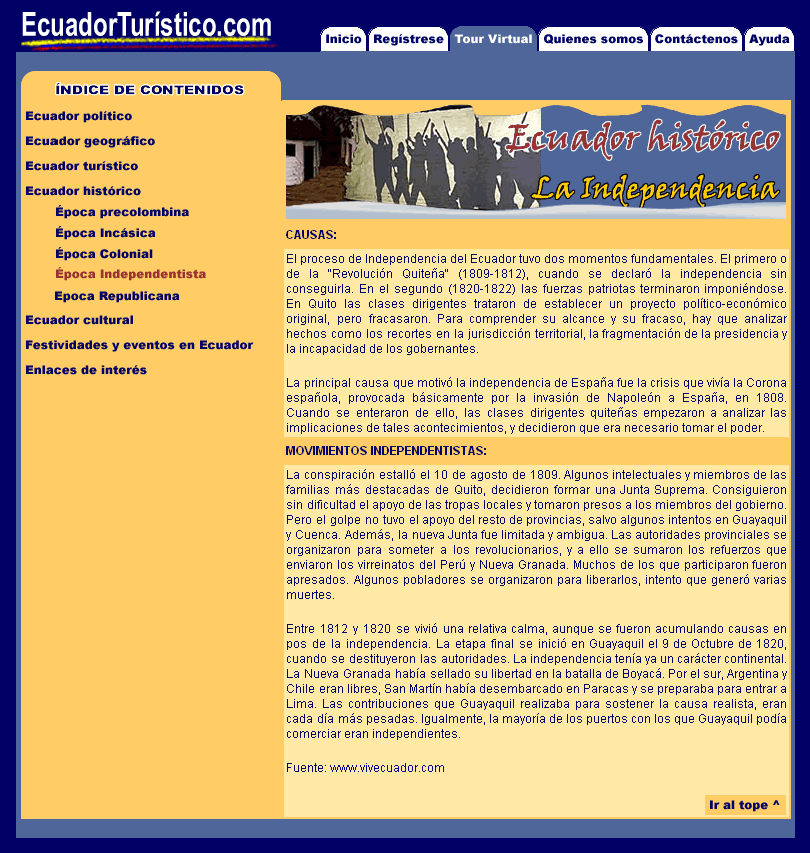 EcuadorTurístico.com
Inicio
Regístrese
Tour Virtual
Quienes somos
Contáctenos
Ayuda
ÍNDICE DE CONTENIDOS
Ecuador político
Ecuador geográfico
Ecuador turístico
Ecuador histórico
Época precolombina
Época Incásica
Época Colonial
Época Independentista
Epoca Republicana
Ecuador cultural
Festividades y eventos en Ecuador
Enlaces de interés
Ecuador histórico
La Independencia
CAUSAS:
El proceso de Independencia del Ecuador tuvo dos momentos fundamentales. El primero o
de la "Revolución Quiteña" (1809-1812), cuando se declaró la independencia sin
conseguirla. En el segundo (1820-1822) las fuerzas patriotas terminaron imponiéndose.
En Quito las clases dirigentes trataron de establecer un proyecto político-económico
original, pero fracasaron. Para comprender su alcance y su fracaso, hay que analizar
hechos como los recortes en la jurisdicción territorial, la fragmentación de la presidencia y
la incapacidad de los gobernantes.
La principal causa que motivó la independencia de España fue la crisis que vivía la Corona
española, provocada básicamente por la invasión de Napoleón a España, en 1808.
Cuando se enteraron de ello, las clases dirigentes quiteñas empezaron a analizar las
implicaciones de tales acontecimientos, y decidieron que era necesario tomar el poder.
MOVIMIENTOS INDEPENDENTISTAS:
La conspiración estalló el 10 de agosto de 1809. Algunos intelectuales y miembros de las
familias más destacadas de Quito, decidieron formar una Junta Suprema. Consiguieron
sin dificultad el apoyo de las tropas locales y tomaron presos a los miembros del gobierno.
Pero el golpe no tuvo el apoyo del resto de provincias, salvo algunos intentos en Guayaquil
y Cuenca. Además, la nueva Junta fue limitada y ambigua. Las autoridades provinciales se
organizaron para someter a los revolucionarios, y a ello se sumaron los refuerzos que
enviaron los virreinatos del Perú y Nueva Granada. Muchos de los que participaron fueron
apresados. Algunos pobladores se organizaron para liberarlos, intento que generó varias
muertes.
Entre 1812 y 1820 se vivió una relativa calma, aunque se fueron acumulando causas en
pos de la independencia. La etapa final se inició en Guayaquil el 9 de Octubre de 1820,
cuando se destituyeron las autoridades. La independencia tenía ya un carácter continental.
La Nueva Granada había sellado su libertad en la batalla de Boyacá. Por el sur, Argentina y
Chile eran libres, San Martín había desembarcado en Paracas y se preparaba para entrar a
Lima. Las contribuciones que Guayaquil realizaba para sostener la causa realista, eran
cada día más pesadas. Igualmente, la mayoría de los puertos con los que Guayaquil podía
comerciar eran independientes.
Fuente: www.vivecuador.com
Ir al tope ^